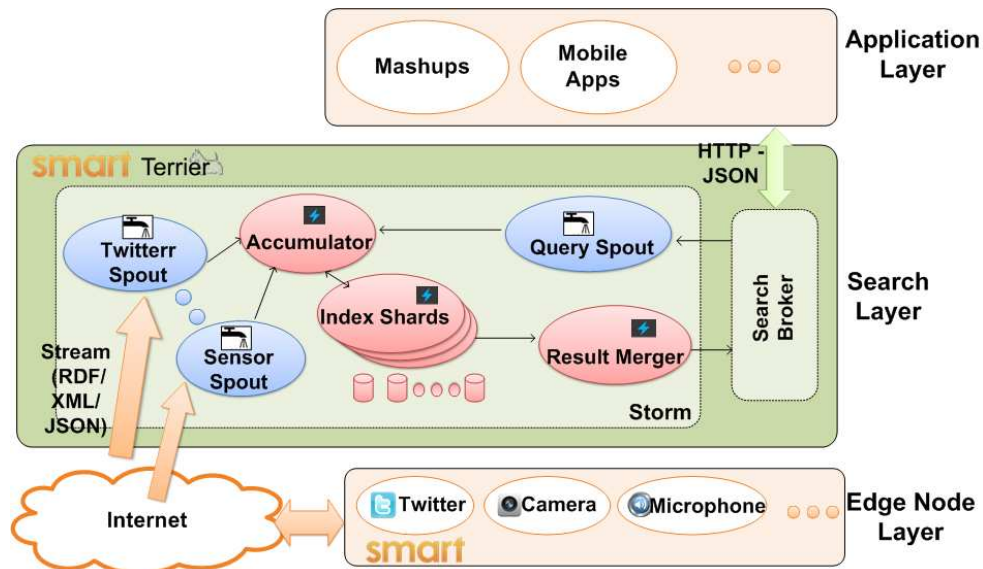 Mashups
Mobile
Apps
Application
Layer
HTTP -
JSON
smart Terrier
Twitterr
Spout
Accumulator
Query Spout
Index Shards
Sensor
Spout
Result Merger
Search
Broker
Search
Layer
Stream
(RDF/
XML/
JSON)
Storm
Internet
Twitter
Camera
Microphone
smart
Edge Node
Layer